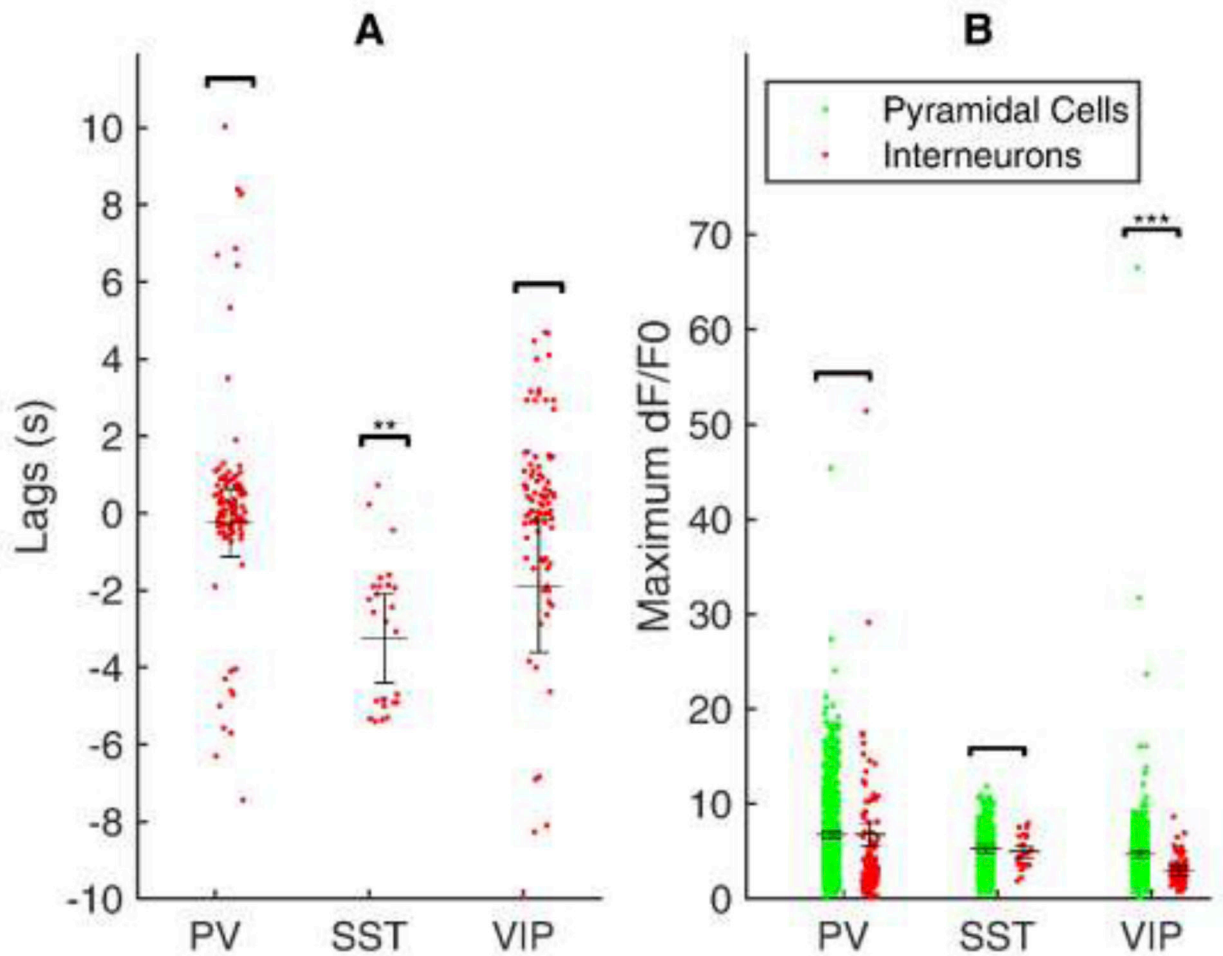 A
Lags (s)
10
8
6
4
2
0
-2
-4
-6
-8
-10
**
PV
SST
VIP
B
Pyramidal Cells
Interneurons
Maximum dF/F0
70
60
50
40
30
20
10
0
***
PV
SST
VIP